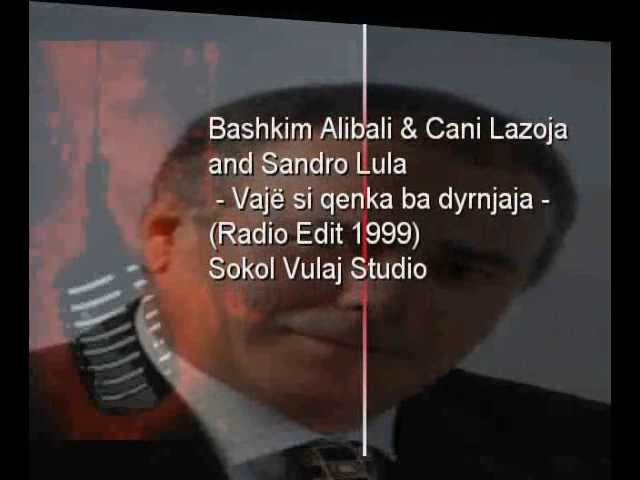 Bashkim Alibali & Cani Lazoja
and Sandro Lula
- Vajë si qenka ba dyrnjaja -
(Radio Edit 1999)
Sokol Vulaj Studio